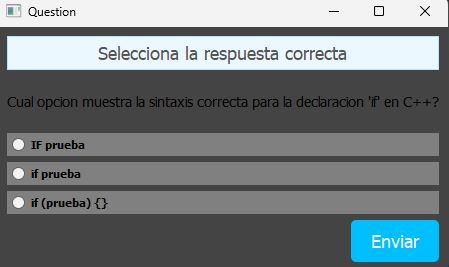 Question
Selecciona la respuesta correcta
Cual opcion muestra la sintaxis correcta para la declaracion 'if' en C++?
IF prueba
if prueba
if (prueba) {}
Enviar